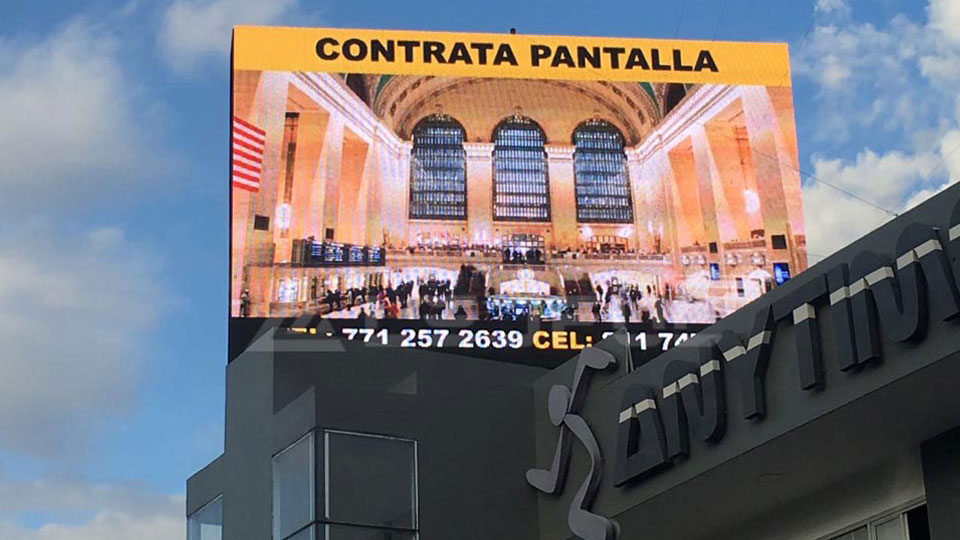 CONTRATA PANTALLA
771 257 2639 CEL:
ANYTIM